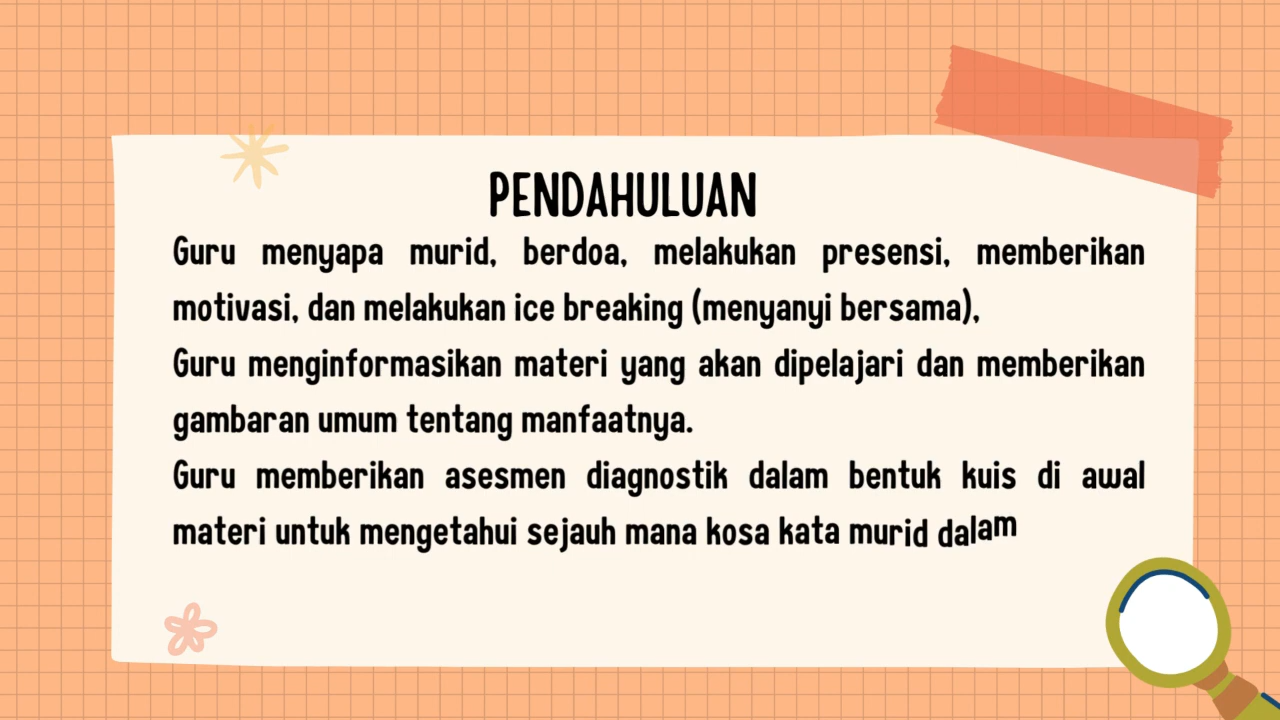 PENDAHULUAN
Guru menyapa murid, berdoa, melakukan presensi, memberikan
motivasi, dan melakukan ice breaking (menyanyi bersama),
Guru menginformasikan materi yang akan dipelajari dan memberikan
gambaran umum tentang manfaatnya.
Guru memberikan asesmen diagnostik dalam bentuk kuis di awal
materi untuk mengetahui sejauh mana kosa kata murid dalam